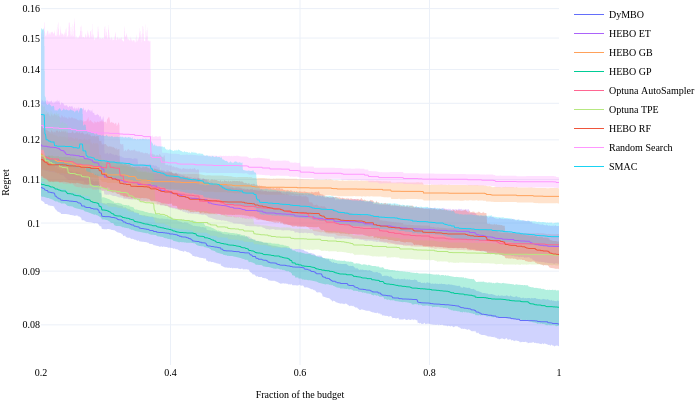 0.16
0.15
0.14
0.13
0.12
0.11
0.1
0.09
0.08
Regret
0.2
0.4
0.6
0.8
1
Fraction of the budget
DyMBO
HEBO ET
HEBO GB
HEBO GP
Optuna AutoSampler
Optuna TPE
HEBO RF
Random Search
SMAC